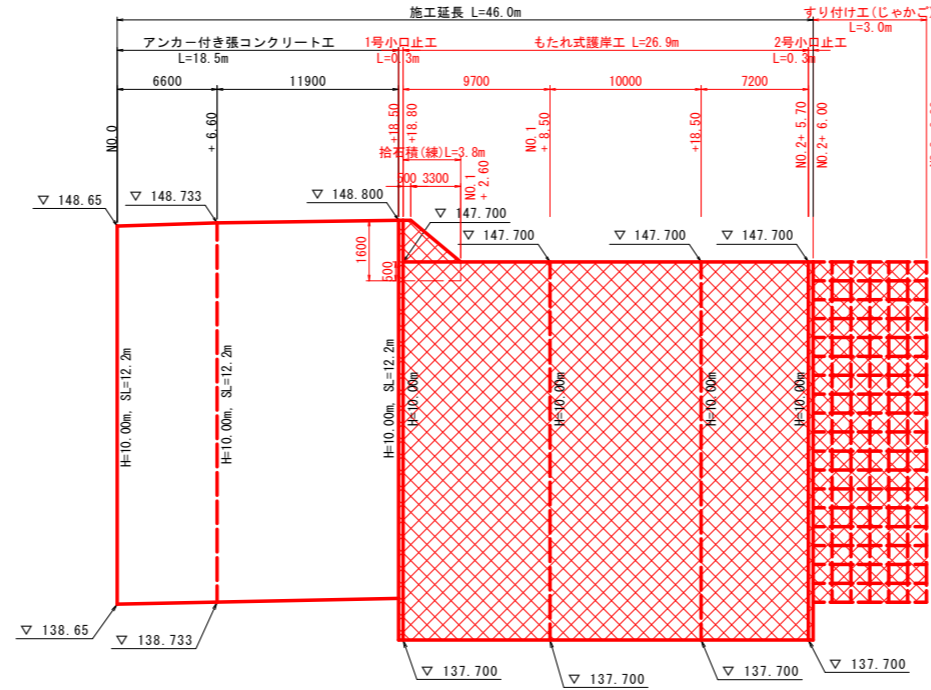 施工延長 L=46.0m
すり付け工(じゃかご)
L=3.0m
アンカー付き張コンクリート工
L=18.5m
1号小口止工
L=0.3m
もたれ式護岸工 L=26.9m
2号小口止工
L=0.3m
6600
11900
9700
10000
7200
NO.0
+ 6.60
+18.50
+18.80
NO.1
+ 8.50
+18.50
NO.2+ 5.70
NO.2+ 6.00
捨石積(練)L=3.8m
500
3300
NO.1
+ 2.60
▽ 148.65
▽ 148.733
▽ 148.800
▽ 147.700
▽ 147.700
▽ 147.700
▽ 147.700
1600
500
H=10.00m, SL=12.2m
H=10.00m, SL=12.2m
H=10.00m, SL=12.2m
H=10.00m
H=10.00m
H=10.00m
H=10.00m
▽ 138.65
▽ 138.733
▽ 137.700
▽ 137.700
▽ 137.700
▽ 137.700